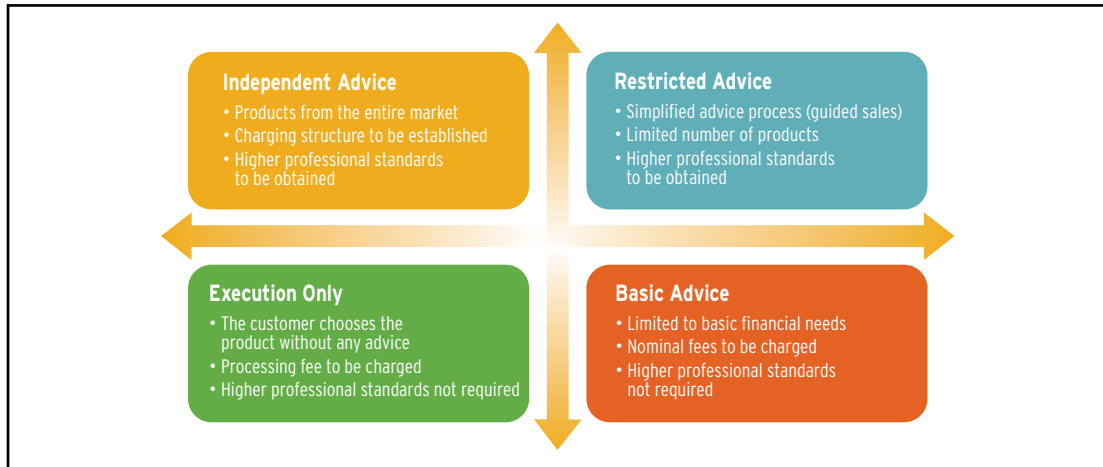 Independent Advice
• Products from the entire market
• Charging structure to be established
• Higher professional standards
to be obtained
Restricted Advice
• Simplified advice process (guided sales)
• Limited number of products
• Higher professional standards
to be obtained
Execution Only
• The customer chooses the
product without any advice
• Processing fee to be charged
• Higher professional standards not required
Basic Advice
• Limited to basic financial needs
• Nominal fees to be charged
• Higher professional standards
not required